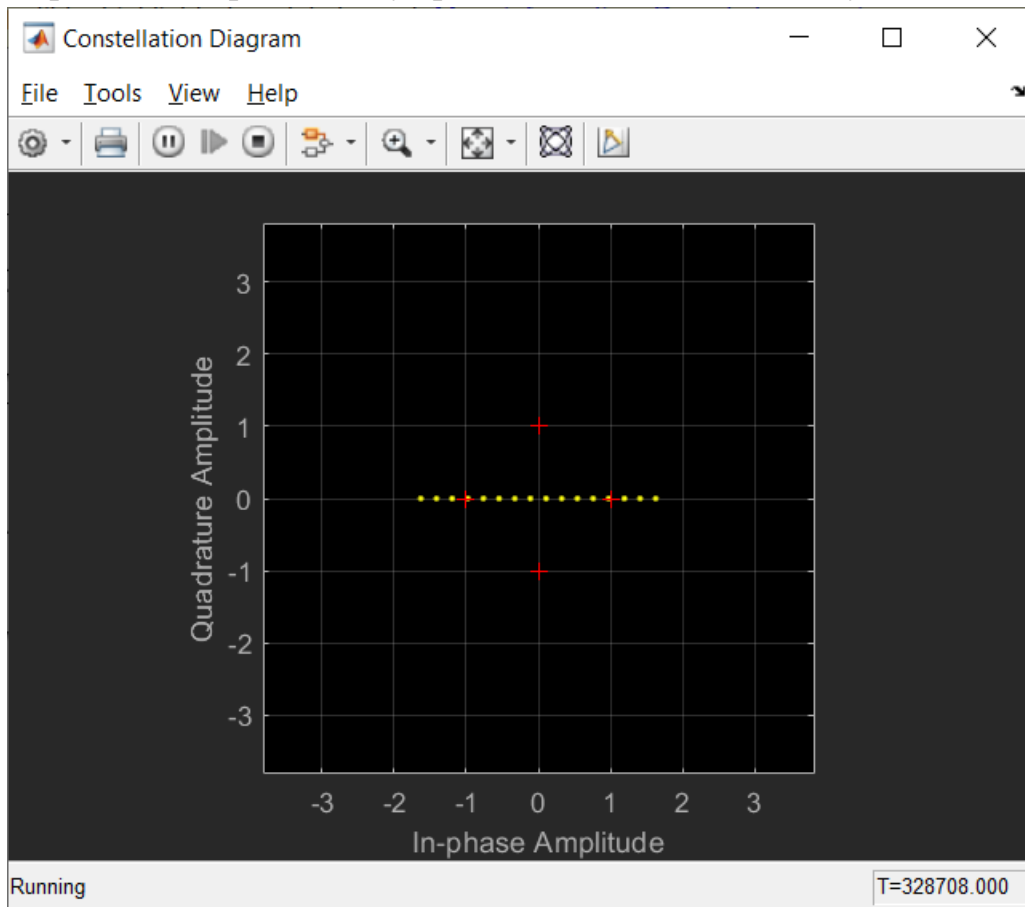 Constellation Diagram
File Tools View Help
3
2
1
0
-1
-2
-3
Quadrature Amplitude
-3 -2 -1 0 1 2 3
In-phase Amplitude
Running T=328708.000